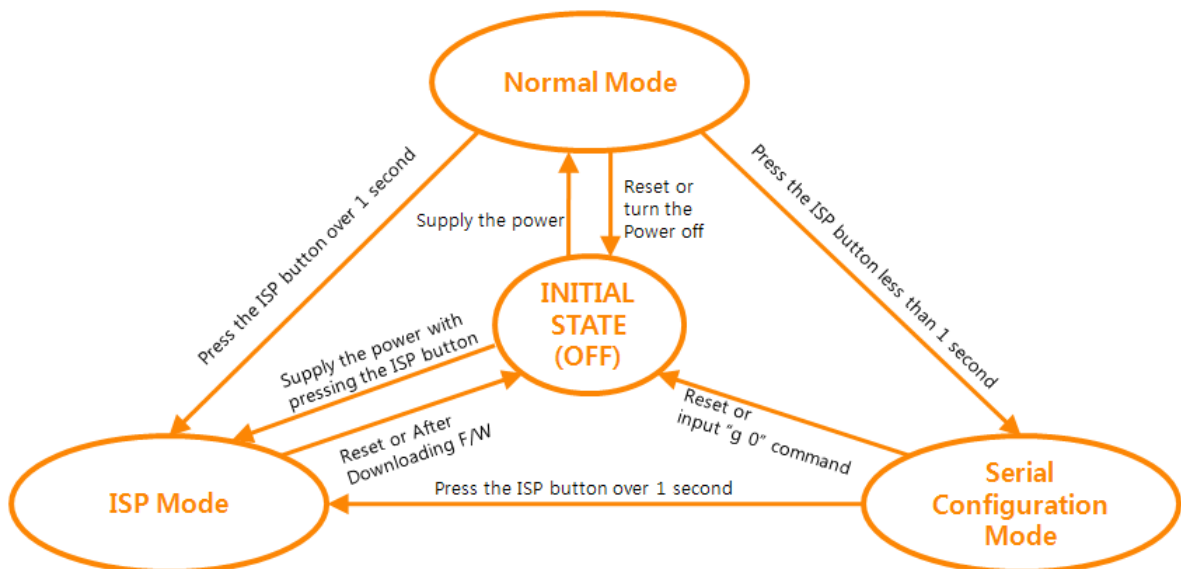 Normal Mode
Press the ISP button over 1 second
Supply the power
Reset or
turn the
Power off
Press the ISP button less than 1 second
INITIAL
STATE
(OFF)
Supply the power with
pressing the ISP button
Reset or After
Downloading F/W
Reset or
input “g 0” command
ISP Mode
Press the ISP button over 1 second
Serial
Configuration
Mode